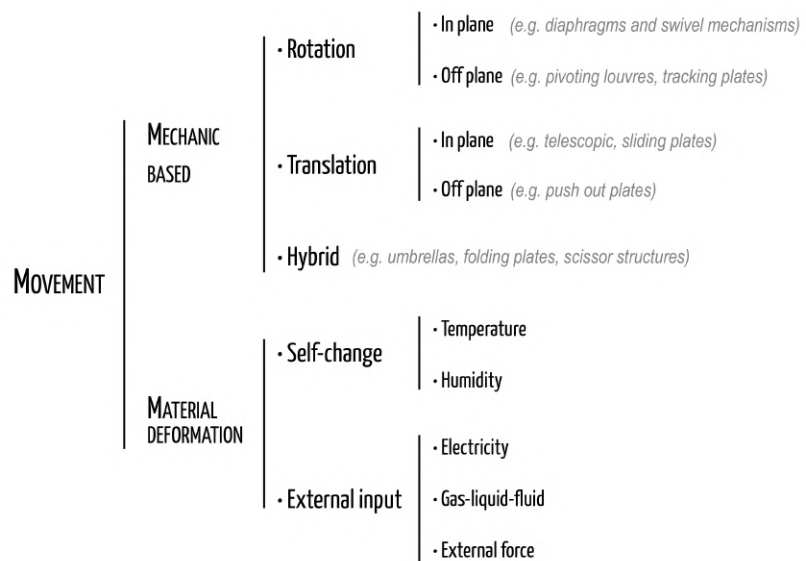 MOVEMENT
MECHANIC
BASED
· Rotation
· In plane (e.g. diaphragms and swivel mechanisms)
· Off plane (e.g. pivoting louvres, tracking plates)
· Translation
· In plane (e.g. telescopic, sliding plates)
· Off plane (e.g. push out plates)
· Hybrid (e.g. umbrellas, folding plates, scissor structures)
MATERIAL
DEFORMATION
· Self-change
· Temperature
· Humidity
· External input
· Electricity
· Gas-liquid-fluid
· External force